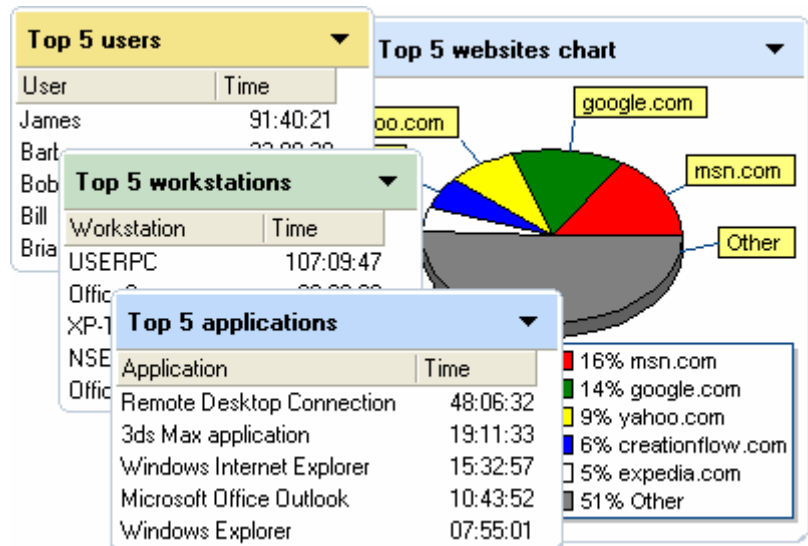 Top 5 users
User Time
James 91:40:21
Bob
Bill
Top 5 workstations
Workstation Time
USERPC 107:09:47
Top 5 applications
Application Time
Remote Desktop Connection 48:06:32
3ds Max application 19:11:33
Windows Internet Explorer 15:32:57
Microsoft Office Outlook 10:43:52
Windows Explorer 07:55:01
Top 5 websites chart
google.com
oo.com
msn.com
Other
16% msn.com
14% google.com
9% yahoo.com
6% creationflow.com
5% expedia.com
51% Other